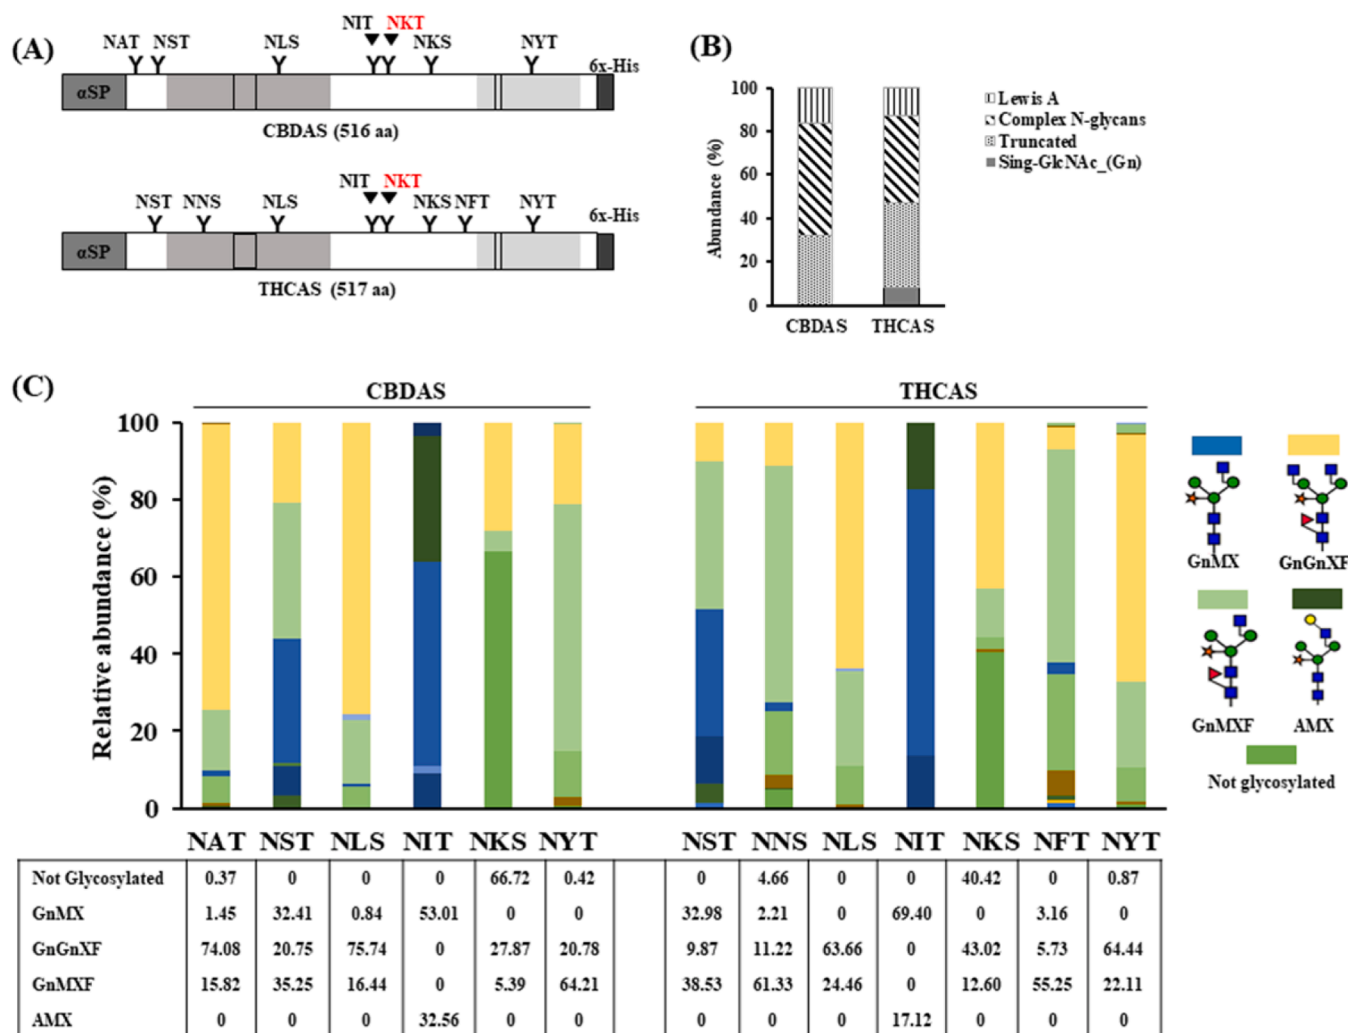 (A)
NIT NKT
NAT NST NLS NKS NYT
6x-His
αSP
CBDAS (516 aa)
NIT NKT
NST NNS NLS NKS NFT NYT
6x-His
αSP
THCAS (517 aa)
(B)
Abundance (%)
100
80
60
40
20
0
CBDAS THCAS
Lewis A
Complex N-glycans
Truncated
Sing-GlcNAc_(Gn)
(C)
CBDAS THCAS
Relative abundance (%)
100
80
60
40
20
0
GnMX GnGnXF
GnMXF AMX
Not glycosylated
NAT NST NLS NIT NKS NYT NST NNS NLS NIT NKS NFT NYT
Not Glycosylated 0.37 0 0 0 66.72 0.42 0 4.66 0 0 40.42 0 0.87
GnMX 1.45 32.41 0.84 53.01 0 0 32.98 2.21 0 69.40 0 3.16 0
GnGnXF 74.08 20.75 75.74 0 27.87 20.78 9.87 11.22 63.66 0 43.02 5.73 64.44
GnMXF 15.82 35.25 16.44 0 5.39 64.21 38.53 61.33 24.46 0 12.60 55.25 22.11
AMX 0 0 0 32.56 0 0 0 0 0 17.12 0 0 0